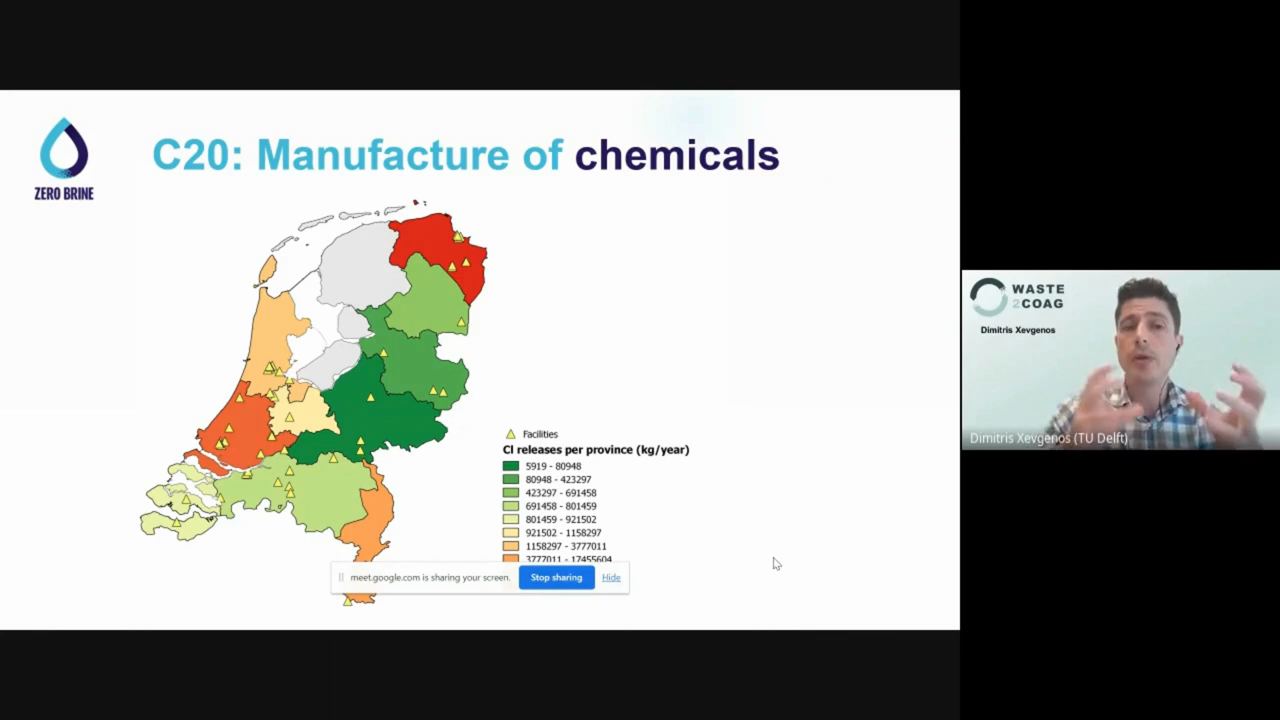 C20: Manufacture of chemicals
ZERO BRINE
Facilities
Cl releases per province (kg/year)
5919 - 80948
80948 - 423297
423297 - 691458
691458 - 801459
801459 - 921502
921502 - 1158297
1158297 - 3777011
3777011 - 17455604
meet.google.com is sharing your screen.
Stop sharing
Hide
WASTE
2COAG
Dimitris Xevgenos
Dimitris Xevgenos (TU Delft)